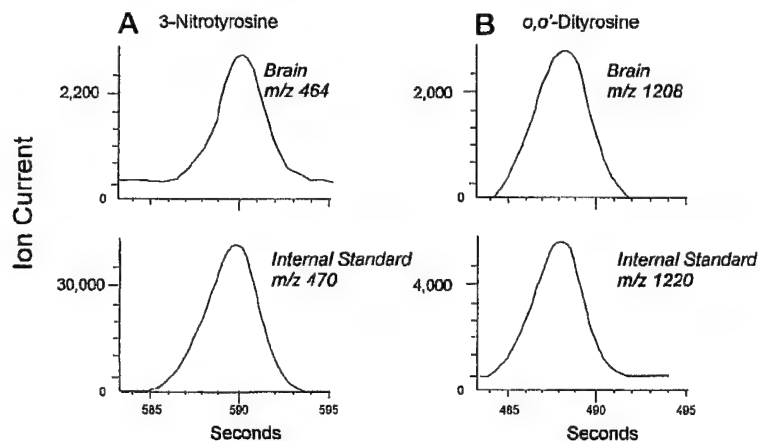 A 3-Nitrotyrosine
Brain
m/z 464
2,200
0
B o,o'-Dityrosine
Brain
m/z 1208
2,000
0
Ion Current
Internal Standard
m/z 470
30,000
0
585 590 595
Seconds
Internal Standard
m/z 1220
4,000
0
485 490 495
Seconds